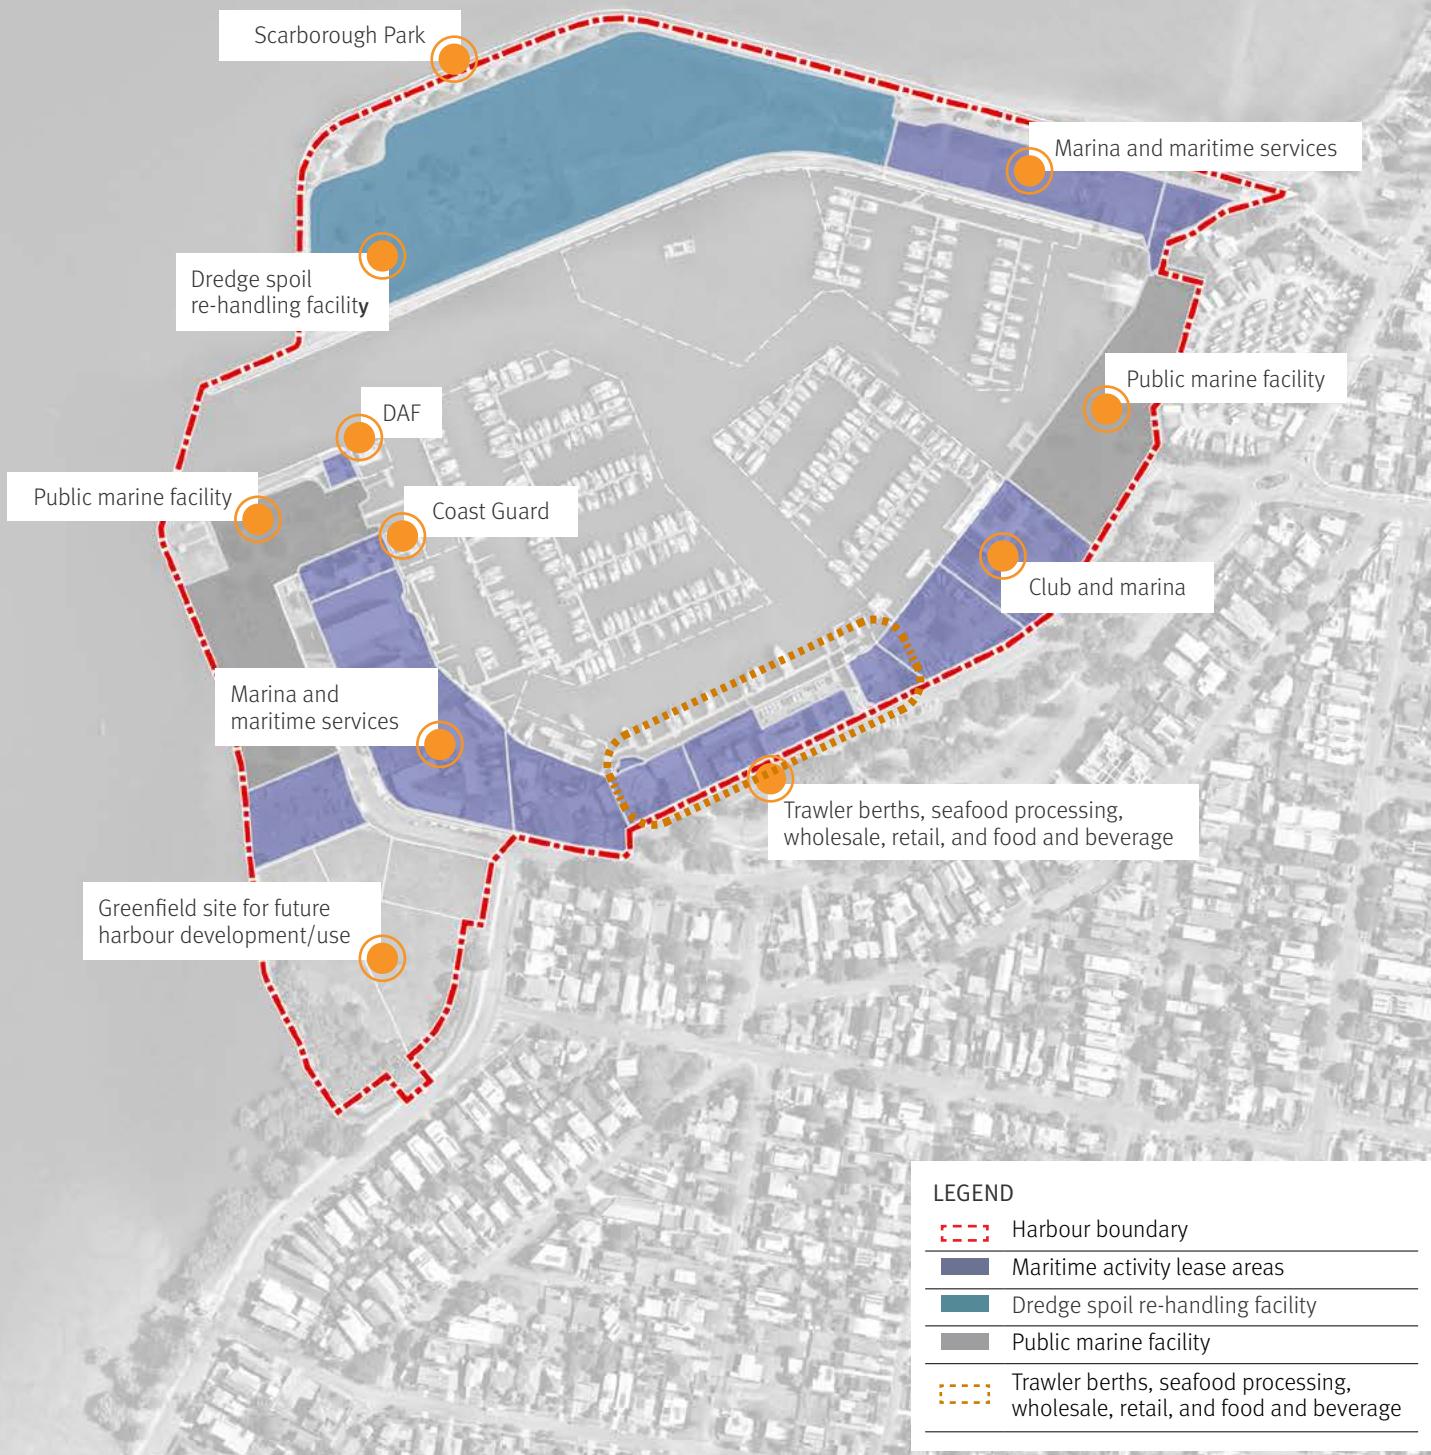 Scarborough Park
Marina and maritime services
Dredge spoil
re-handling facility
Public marine facility
DAF
Public marine facility
Coast Guard
Club and marina
Marina and
maritime services
Trawler berths, seafood processing,
wholesale, retail, and food and beverage
Greenfield site for future
harbour development/use
LEGEND
Harbour boundary
Maritime activity lease areas
Dredge spoil re-handling facility
Public marine facility
Trawler berths, seafood processing,
wholesale, retail, and food and beverage